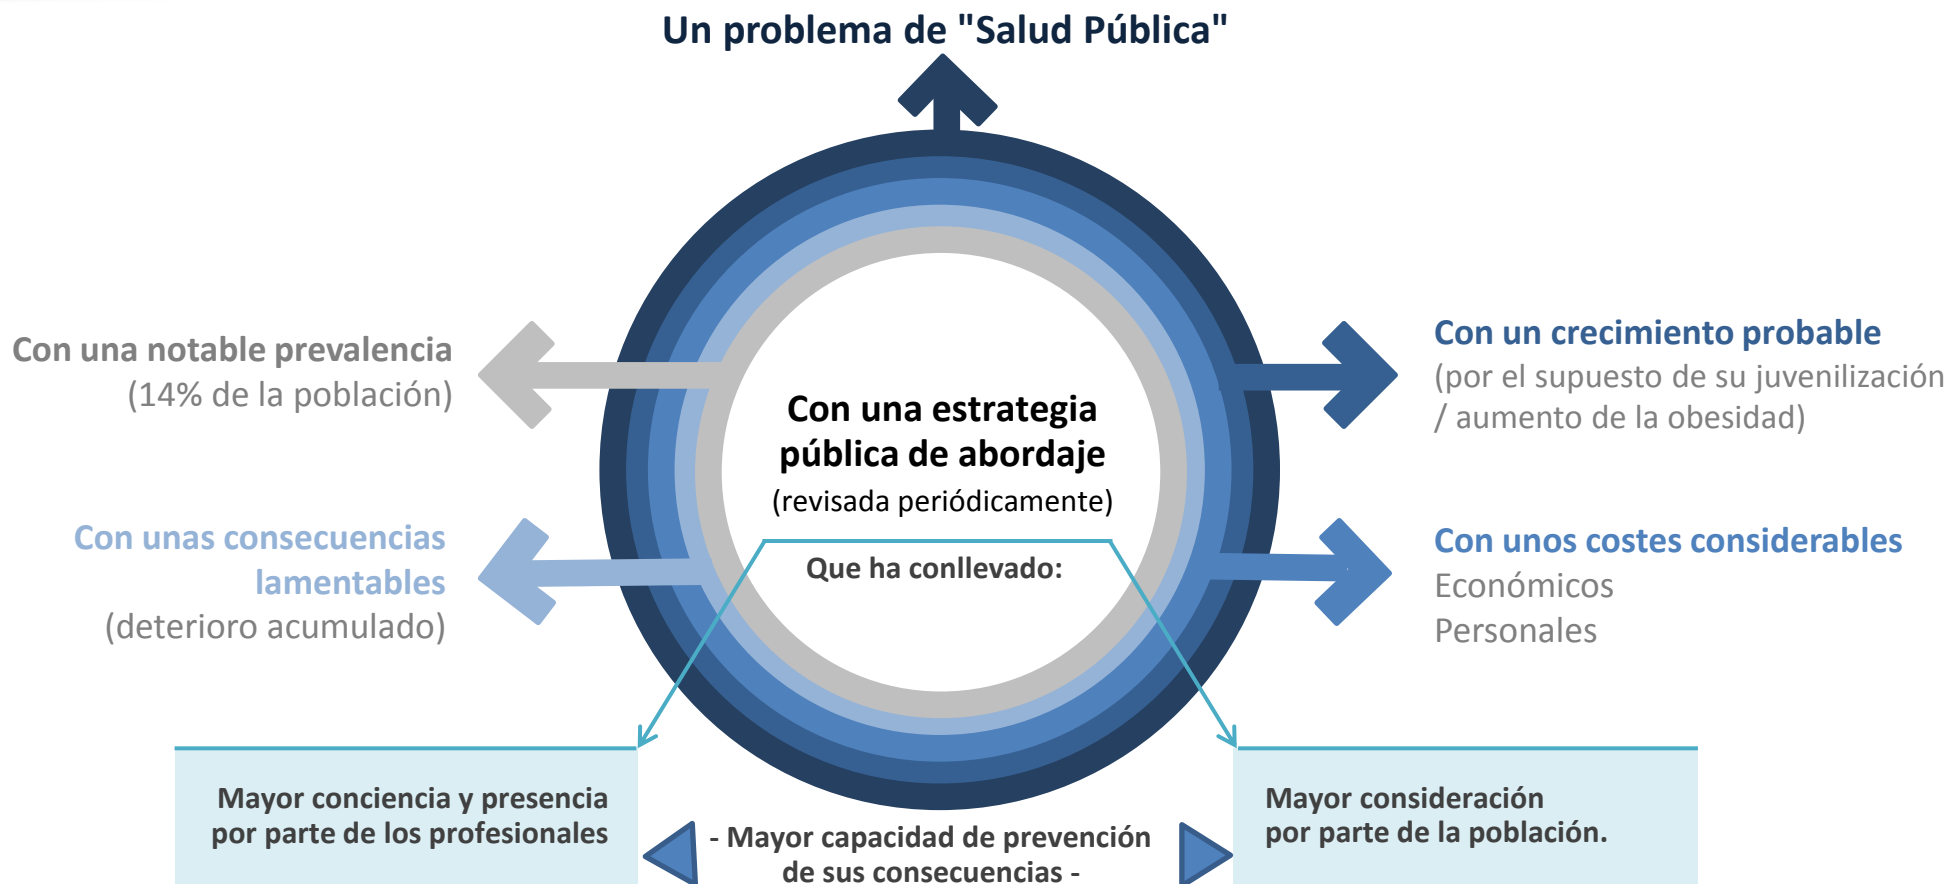 Un problema de "Salud Pública"
Con una notable prevalencia
(14% de la población)
Con un crecimiento probable
(por el supuesto de su juvenilización
/ aumento de la obesidad)
Con una estrategia
pública de abordaje
(revisada periódicamente)
Que ha conllevado:
Con unas consecuencias
lamentables
(deterioro acumulado)
Con unos costes considerables
Económicos
Personales
Mayor conciencia y presencia
por parte de los profesionales
- Mayor capacidad de prevención
de sus consecuencias -
Mayor consideración
por parte de la población.